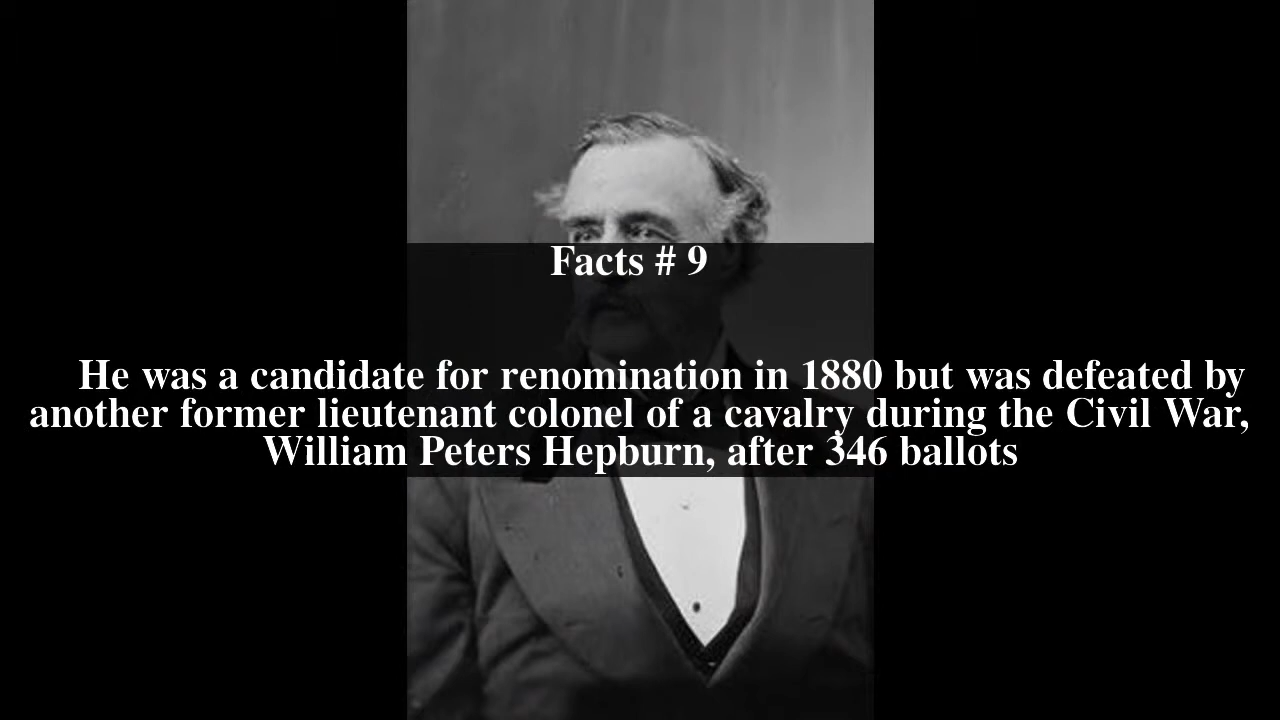 Facts # 9
He was a candidate for renomination in 1880 but was defeated by
another former lieutenant colonel of a cavalry during the Civil War,
William Peters Hepburn, after 346 ballots